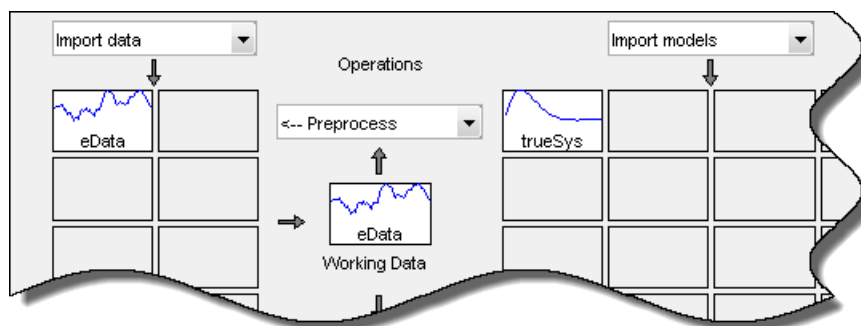 Import data
Import models
Operations
<-- Preprocess
eData
trueSys
eData
Working Data